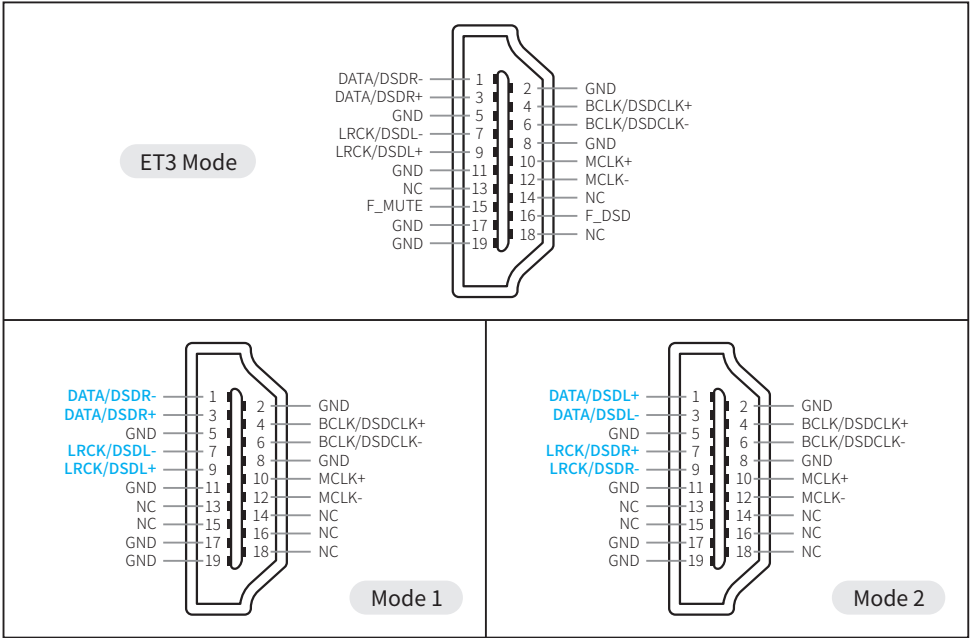 ET3 Mode
DATA/DSDR- 1
2 GND
DATA/DSDR+ 3
4 BCLK/DSDCLK+
GND 5
6 BCLK/DSDCLK-
LRCK/DSDL- 7
8 GND
LRCK/DSDL+ 9
10 MCLK+
GND 11
12 MCLK-
NC 13
14 NC
F_MUTE 15
16 F_DSD
GND 17
18 NC
GND 19
DATA/DSDR- 1
2 GND
DATA/DSDR+ 3
4 BCLK/DSDCLK+
GND 5
6 BCLK/DSDCLK-
LRCK/DSDL- 7
8 GND
LRCK/DSDL+ 9
10 MCLK+
GND 11
12 MCLK-
NC 13
14 NC
NC 15
16 NC
GND 17
18 NC
GND 19
Mode 1
DATA/DSDL+ 1
2 GND
DATA/DSDL- 3
4 BCLK/DSDCLK+
GND 5
6 BCLK/DSDCLK-
LRCK/DSDR+ 7
8 GND
LRCK/DSDR- 9
10 MCLK+
GND 11
12 MCLK-
NC 13
14 NC
NC 15
16 NC
GND 17
18 NC
GND 19
Mode 2